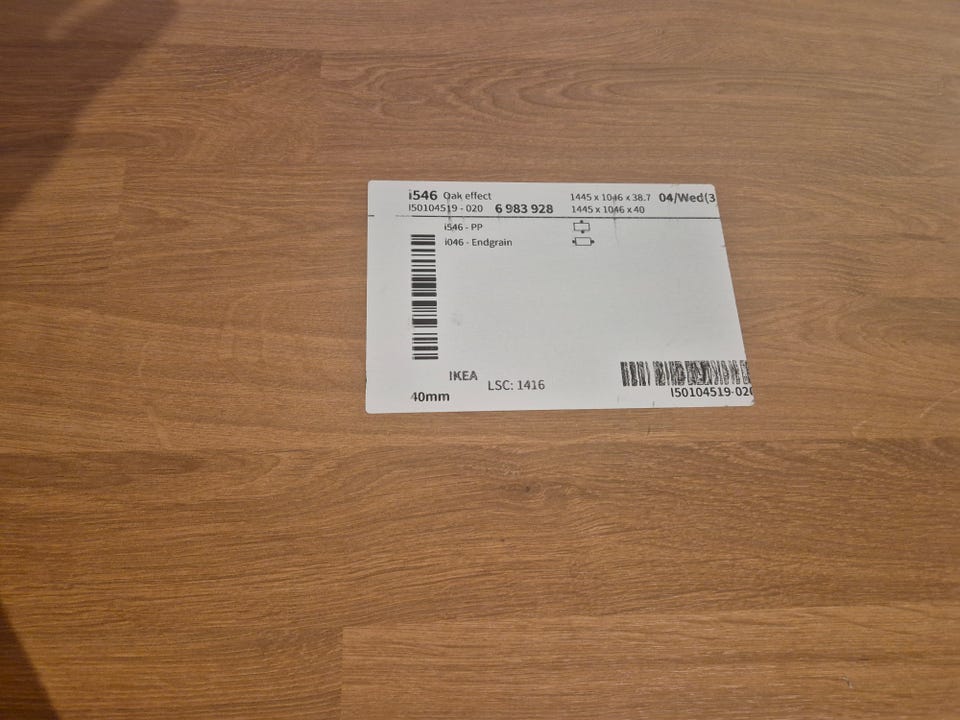 i546 Oak effect 1445 x 1046 x 38.7 04/Wed(3
I50104519 - 020 6 983 928 1445 x 1046 x 40
i546 - PP
i046 - Endgrain
IKEA LSC: 1416
40mm I50104519-020